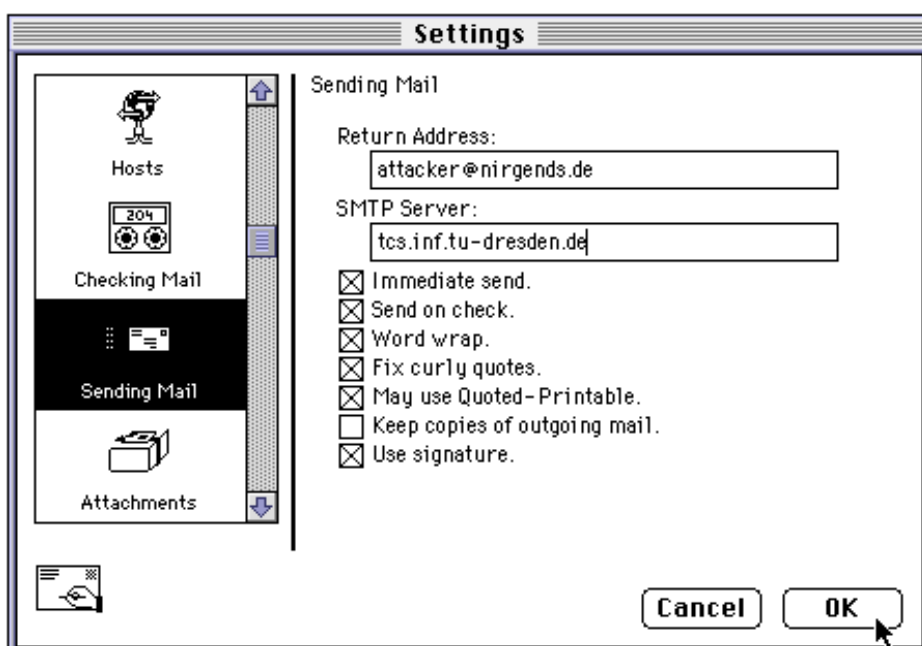 Settings
Hosts
204
Checking Mail
Sending Mail
Attachments
Sending Mail
Return Address:
attacker@nirgends.de
SMTP Server:
tcs.inf.tu-dresden.de
Immediate send.
Send on check.
Word wrap.
Fix curly quotes.
May use Quoted-Printable.
Keep copies of outgoing mail.
Use signature.
Cancel
OK